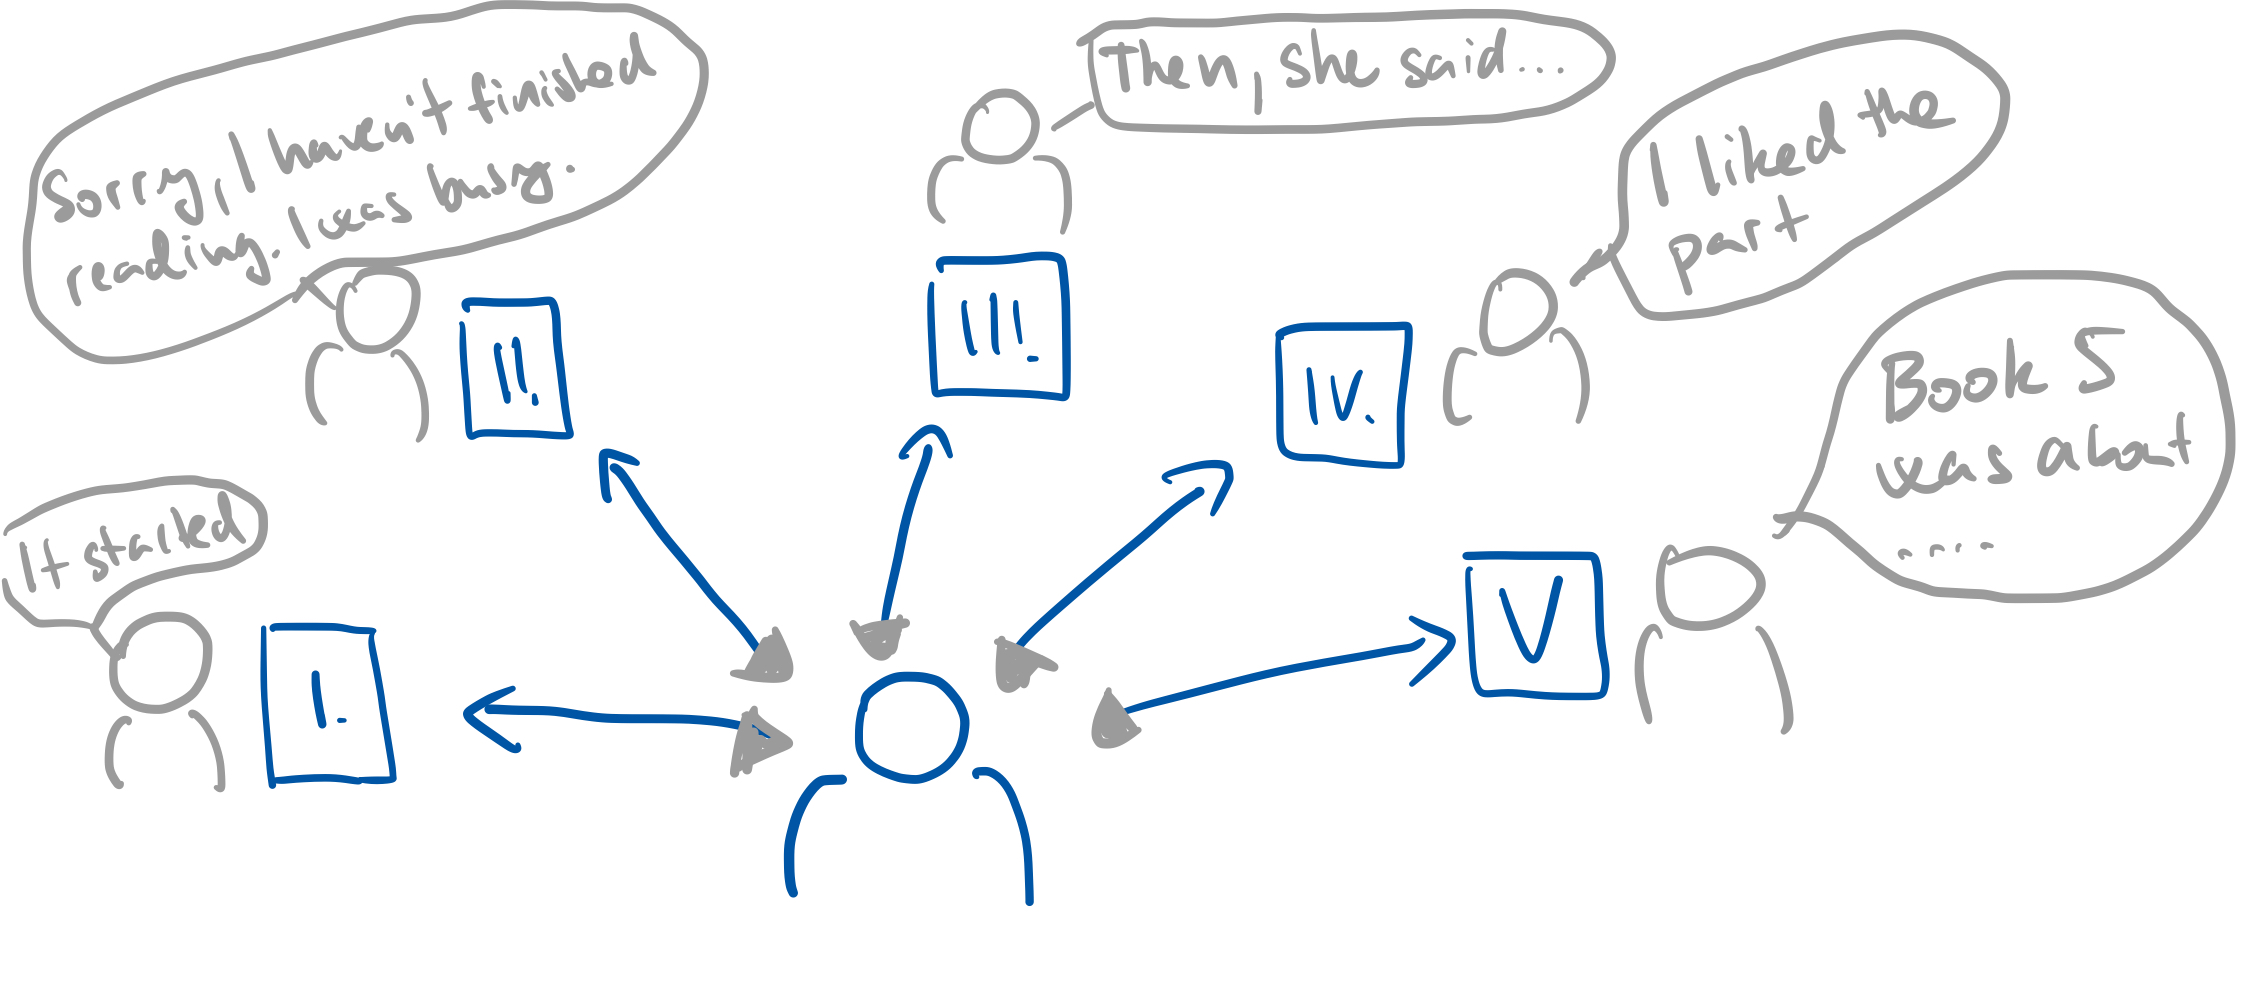 Sorry, I haven't finished
reading. I was busy.
Then, she said...
I liked the
part
Book 5
was about
....
It started
I.
II.
III.
IV.
V